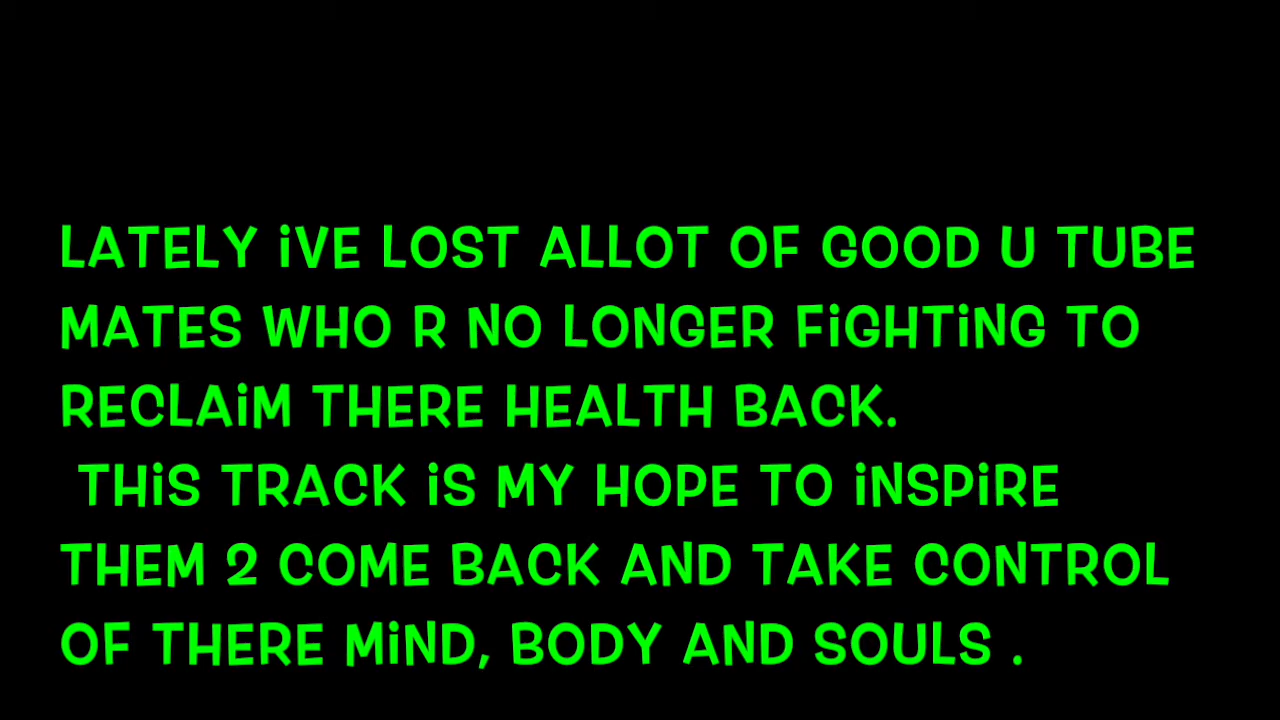 LATELY iVE LOST ALLOT OF GOOD U TUBE
MATES WHO R NO LONGER FiGHTiNG TO
RECLAiM THERE HEALTH BACK.
THiS TRACK iS MY HOPE TO iNSPiRE
THEM 2 COME BACK AND TAKE CONTROL
OF THERE MiND, BODY AND SOULS .